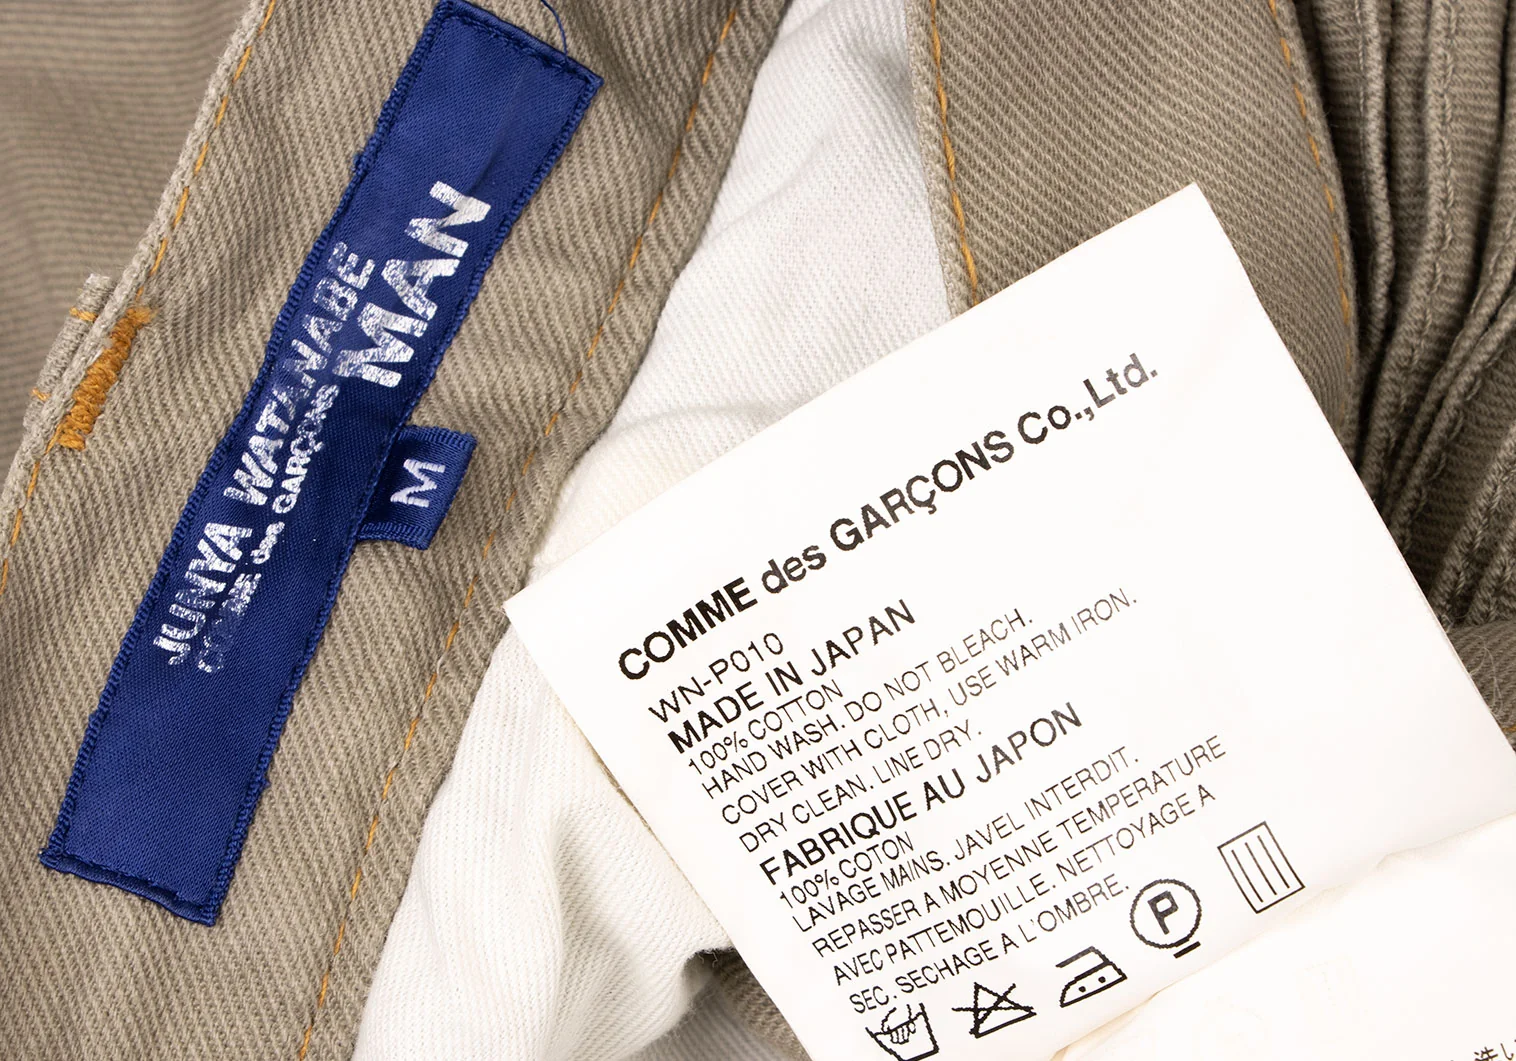 JUNYA WATANABE
COMME des GARÇONS
MAN
M
COMME des GARÇONS Co.,Ltd.
WN-P010
MADE IN JAPAN
100% COTTON
HAND WASH. DO NOT BLEACH.
COVER WITH CLOTH, USE WARM IRON.
DRY CLEAN. LINE DRY.
FABRIQUE AU JAPON
100% COTON
LAVAGE MAINS. JAVEL INTERDIT.
REPASSER A MOYENNE TEMPERATURE
AVEC PATTEMOUILLE. NETTOYAGE A
SEC. SECHAGE A L'OMBRE.
P